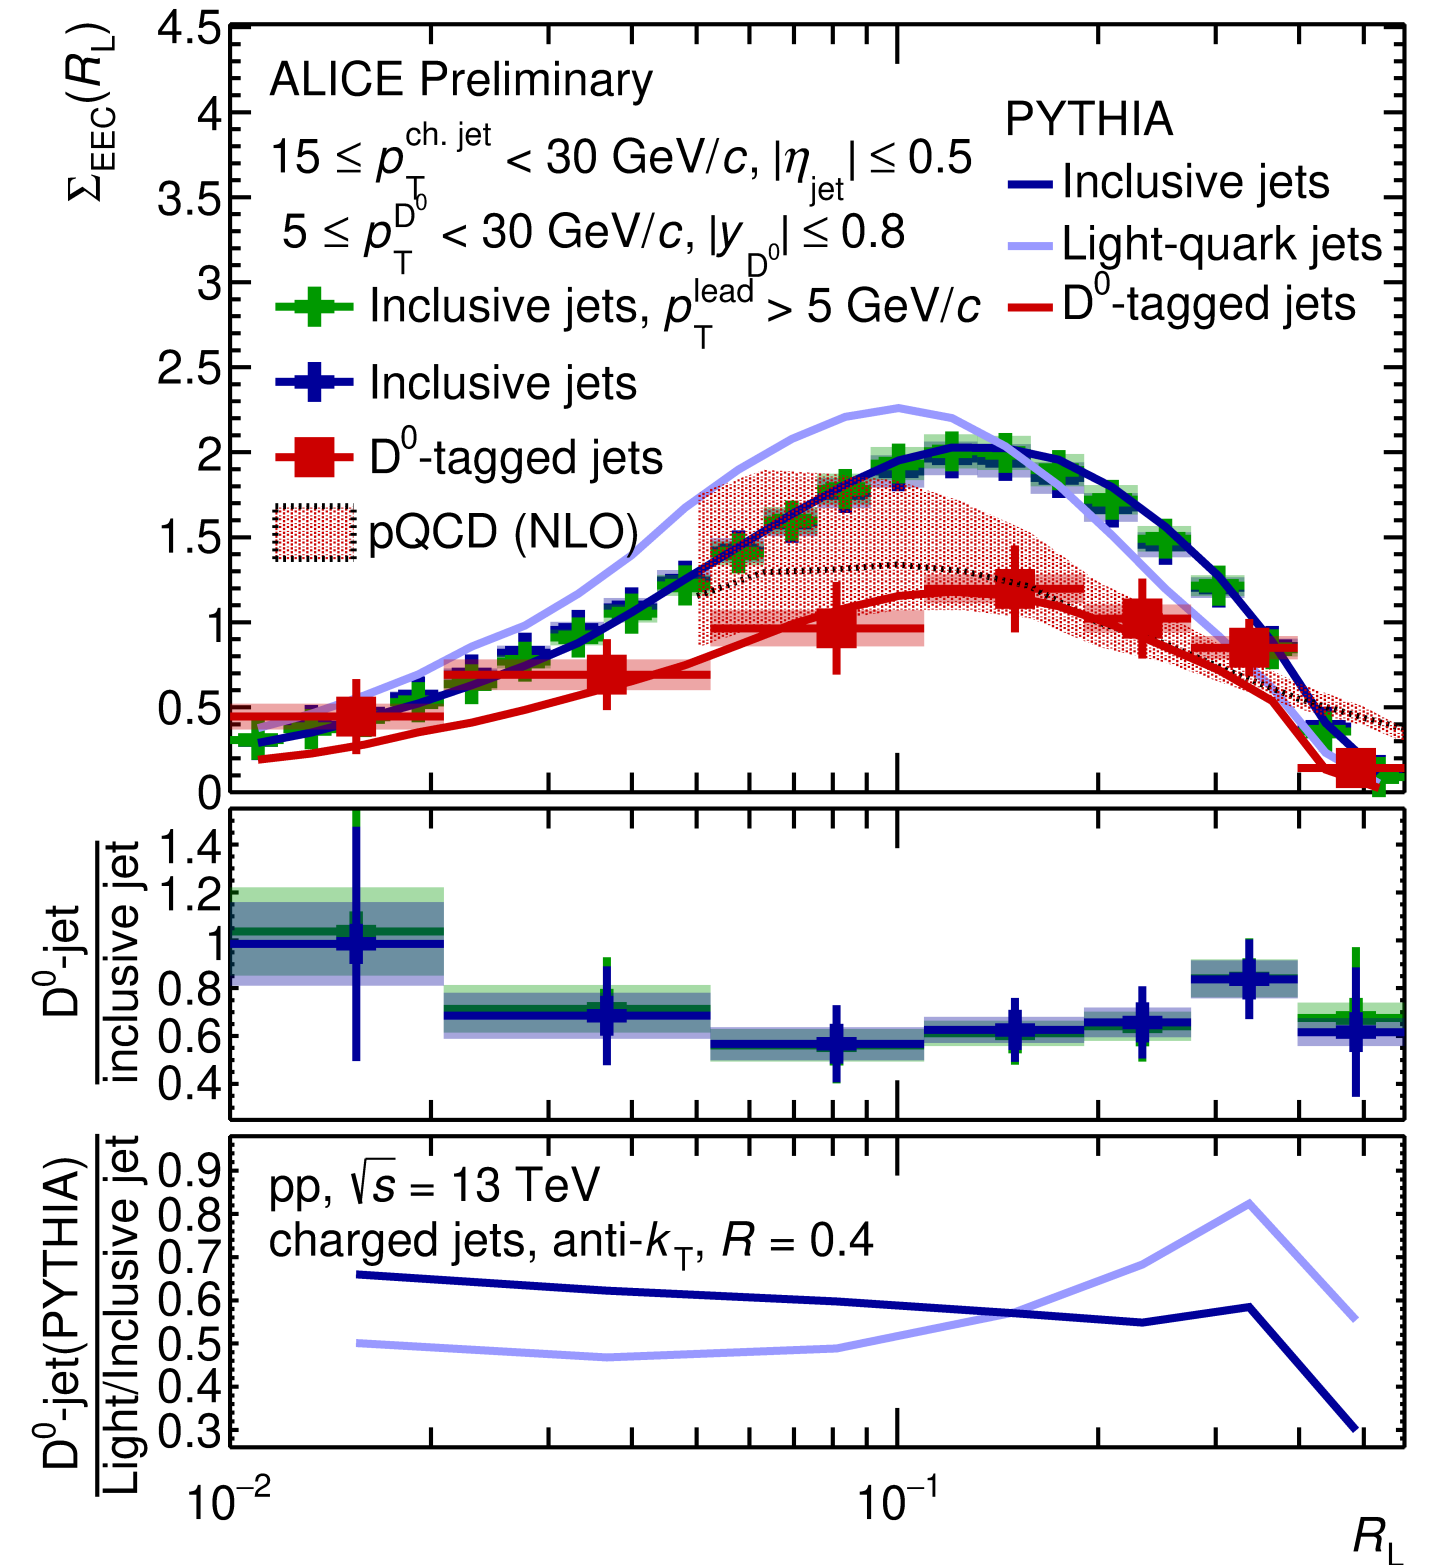 Σ_EEC(R_L)
4.5
4
3.5
3
2.5
2
1.5
1
0.5
0
ALICE Preliminary
15 ≤ p_T^ch. jet < 30 GeV/c, |η_jet| ≤ 0.5
5 ≤ p_T^D⁰ < 30 GeV/c, |y_D⁰| ≤ 0.8
Inclusive jets, p_T^lead > 5 GeV/c
Inclusive jets
D⁰-tagged jets
pQCD (NLO)
PYTHIA
Inclusive jets
Light-quark jets
D⁰-tagged jets
D⁰-jet
inclusive jet
1.4
1.2
1
0.8
0.6
0.4
D⁰-jet(PYTHIA)
Light/Inclusive jet
0.9
0.8
0.7
0.6
0.5
0.4
0.3
pp, √s = 13 TeV
charged jets, anti-k_T, R = 0.4
10⁻² 10⁻¹
R_L